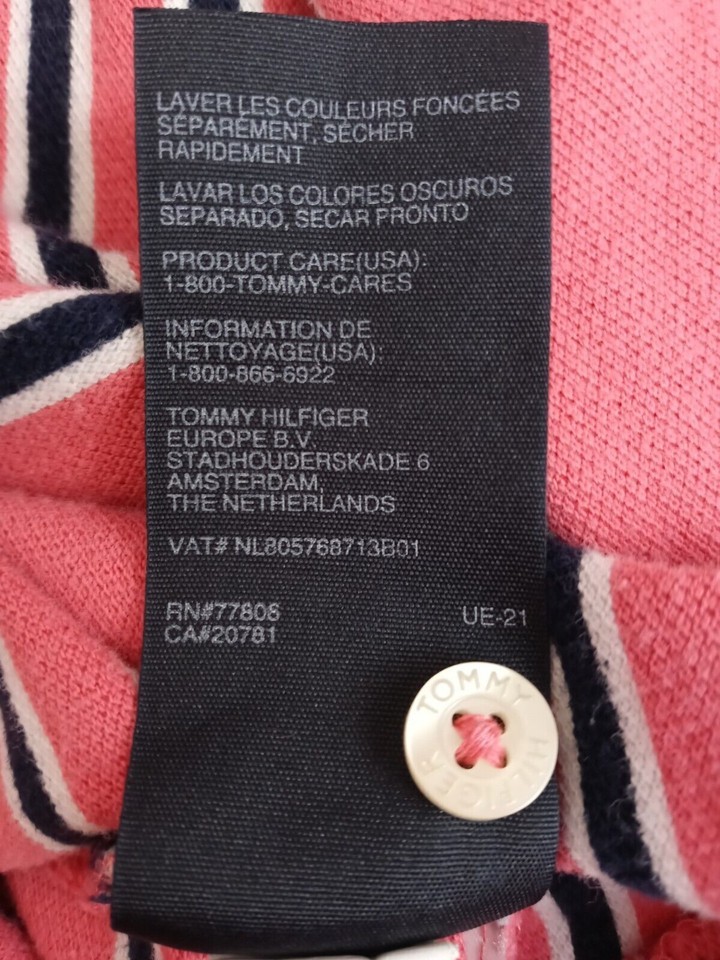 LAVER LES COULEURS FONCÉES
SÉPARÉMENT, SÉCHER
RAPIDEMENT
LAVAR LOS COLORES OSCUROS
SEPARADO, SECAR PRONTO
PRODUCT CARE(USA):
1-800-TOMMY-CARES
INFORMATION DE
NETTOYAGE(USA):
1-800-866-6922
TOMMY HILFIGER
EUROPE B.V.
STADHOUDERSKADE 6
AMSTERDAM,
THE NETHERLANDS
VAT# NL805768713B01
RN#77806 UE-21
CA#20781
TOMMY HILFIGER